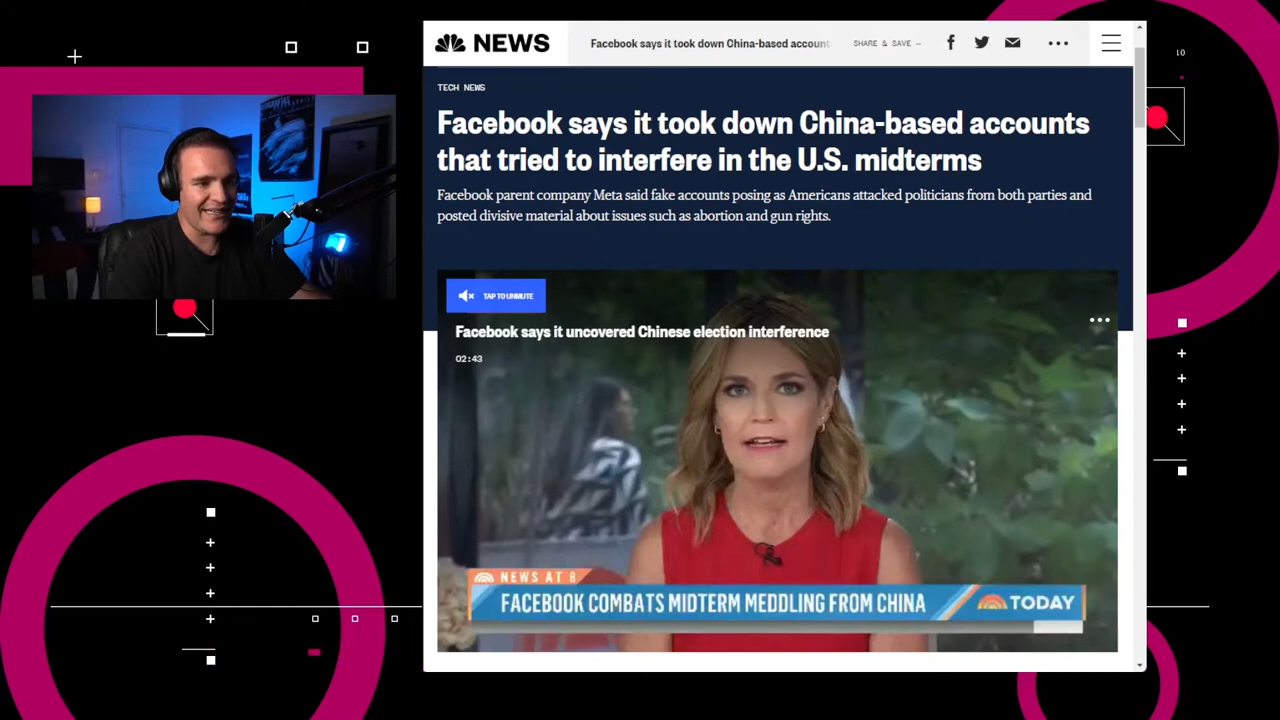 NEWS
Facebook says it took down China-based account
SHARE & SAVE —
TECH NEWS
Facebook says it took down China-based accounts
that tried to interfere in the U.S. midterms
Facebook parent company Meta said fake accounts posing as Americans attacked politicians from both parties and
posted divisive material about issues such as abortion and gun rights.
TAP TO UNMUTE
Facebook says it uncovered Chinese election interference
02:43
NEWS AT 8
FACEBOOK COMBATS MIDTERM MEDDLING FROM CHINA
TODAY
10